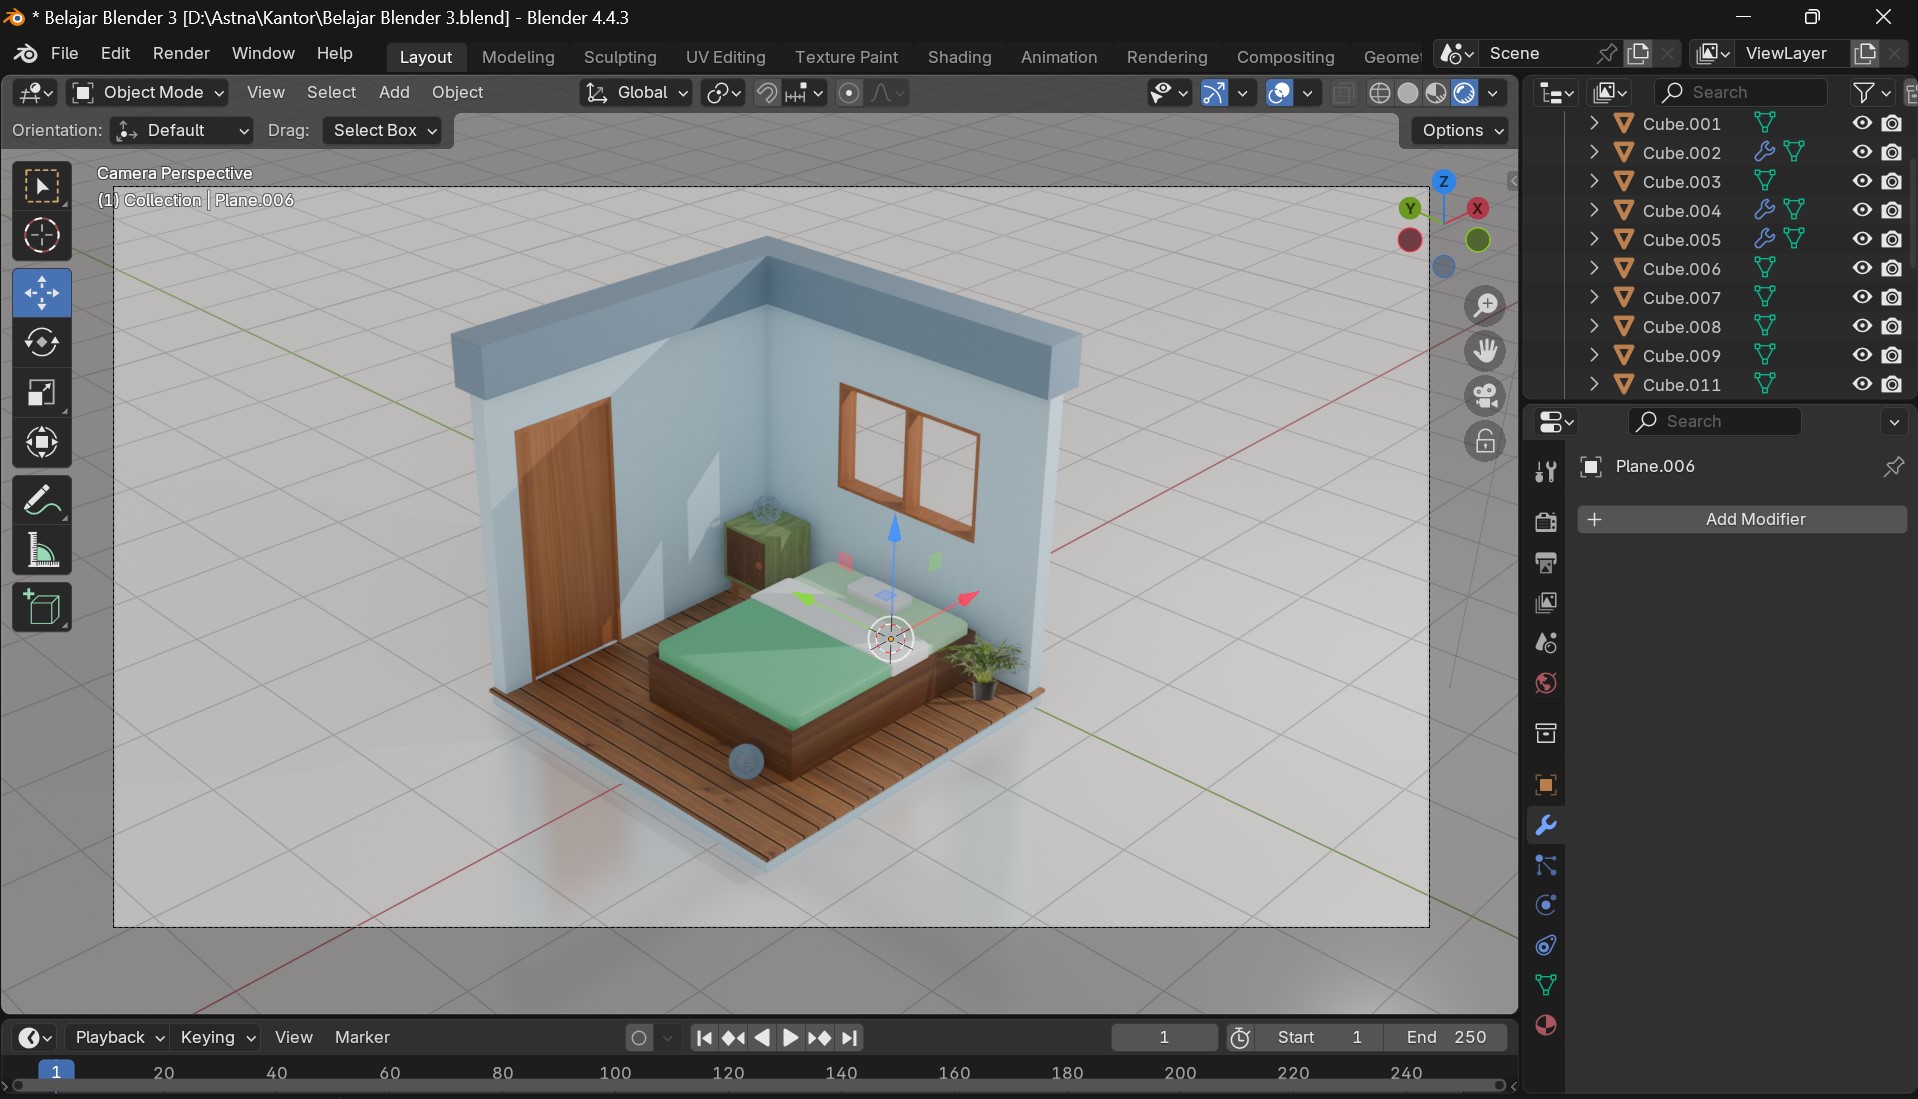 * Belajar Blender 3 [D:\Astna\Kantor\Belajar Blender 3.blend] - Blender 4.4.3
File Edit Render Window Help Layout Modeling Sculpting UV Editing Texture Paint Shading Animation Rendering Compositing Geomet Scene ViewLayer
Object Mode View Select Add Object Global Search
Orientation: Default Drag: Select Box Options
Camera Perspective
(1) Collection | Plane.006
Z
Y X
Cube.001
Cube.002
Cube.003
Cube.004
Cube.005
Cube.006
Cube.007
Cube.008
Cube.009
Cube.011
Search
Plane.006
+ Add Modifier
Playback Keying View Marker 1 Start 1 End 250
1 20 40 60 80 100 120 140 160 180 200 220 240